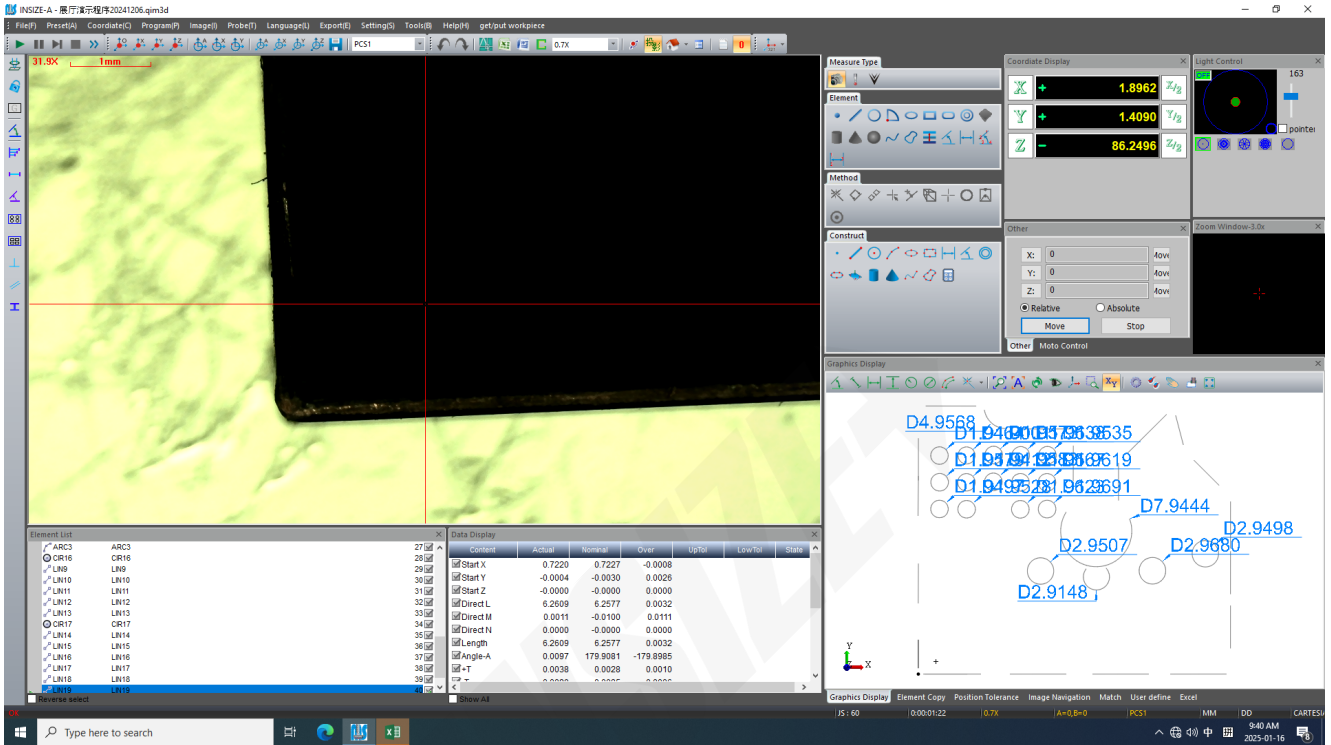 INSIZE-A - 展厅演示程序20241206.qim3d
File(F) Preset(A) Coordiate(C) Program(P) Image(I) Probe(T) Language(L) Export(E) Setting(S) Tools(B) Help(H) get/put workpiece
PCS1 0.7X
31.9X 1mm
Measure Type
Element
Method
Construct
Coordiate Display
X + 1.8962 X/2
Y + 1.4090 Y/2
Z - 86.2496 Z/2
Light Control
OFF 163
pointer
Other
X: 0 Move
Y: 0 Move
Z: 0 Move
Relative Absolute
Move Stop
Other Moto Control
Zoom Window-3.0x
Graphics Display
D4.9568
D7.9444
D2.9498
D2.9507 D2.9680
D2.9148
Y
X
Graphics Display Element Copy Position Tolerance Image Navigation Match User define Excel
Element List
ARC3 ARC3 27
CIR16 CIR16 28
LIN9 LIN9 29
LIN10 LIN10 30
LIN11 LIN11 31
LIN12 LIN12 32
LIN13 LIN13 33
CIR17 CIR17 34
LIN14 LIN14 35
LIN15 LIN15 36
LIN16 LIN16 37
LIN17 LIN17 38
LIN18 LIN18 39
LIN19 LIN19 40
Reverse select
Data Display
Content Actual Nominal Over UpTol LowTol State
Start X 0.7220 0.7227 -0.0008
Start Y -0.0004 -0.0030 0.0026
Start Z -0.0000 -0.0000 0.0000
Direct L 6.2609 6.2577 0.0032
Direct M 0.0011 -0.0100 0.0111
Direct N 0.0000 -0.0000 0.0000
Length 6.2609 6.2577 0.0032
Angle-A 0.0097 179.9081 -179.8985
+T 0.0038 0.0028 0.0010
Show All
INSIZE
OK JS : 60 0:00:01:22 0.7X A=0,B=0 PCS1 MM DD CARTESI
Type here to search
中
9:40 AM
2025-01-16
8